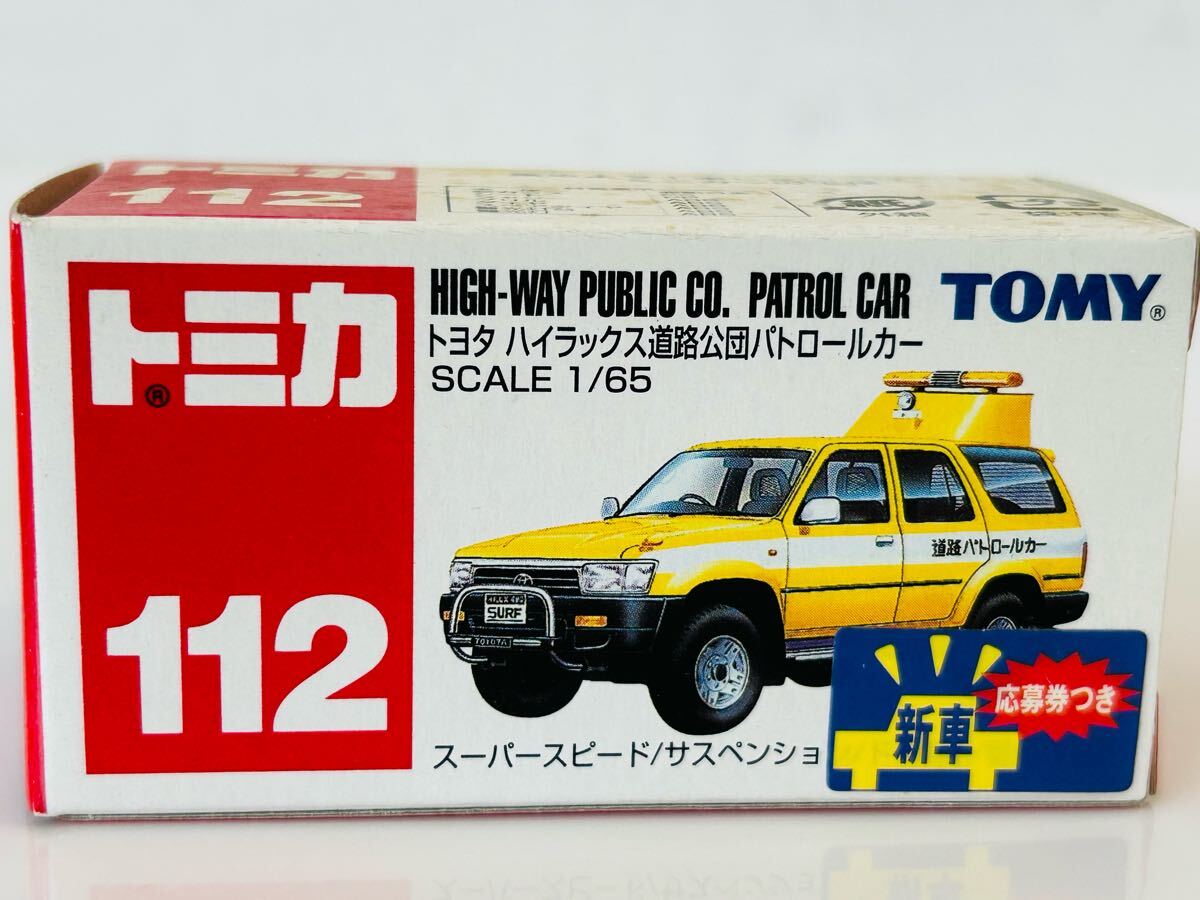 トミカ
112
トミカ
112
HIGH-WAY PUBLIC CO. PATROL CAR
TOMY
トヨタ ハイラックス道路公団パトロールカー
SCALE 1/65
道路パトロールカー
SURF
TOYOTA
新車
応募券つき
スーパースピード/サスペンショ